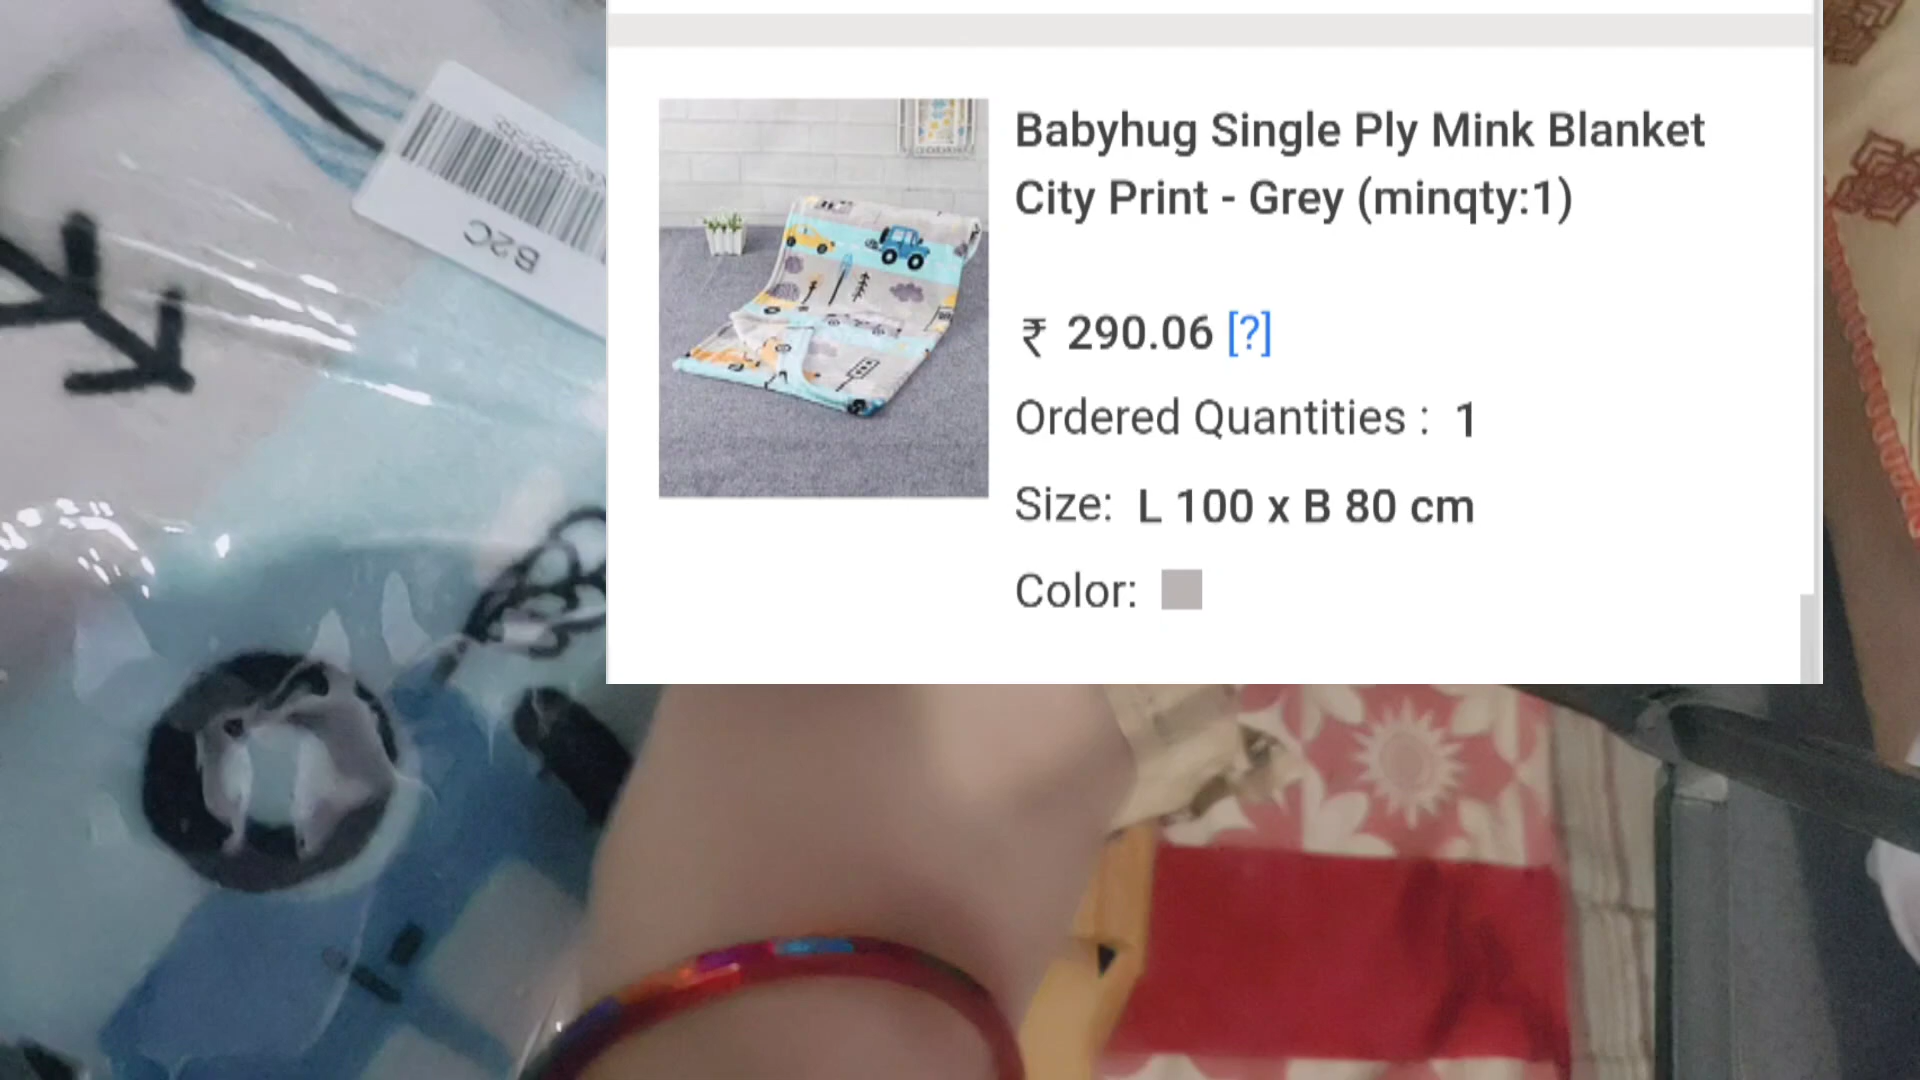 Babyhug Single Ply Mink Blanket
City Print - Grey (minqty:1)
₹ 290.06 [?]
Ordered Quantities : 1
Size: L 100 x B 80 cm
Color:
B2C